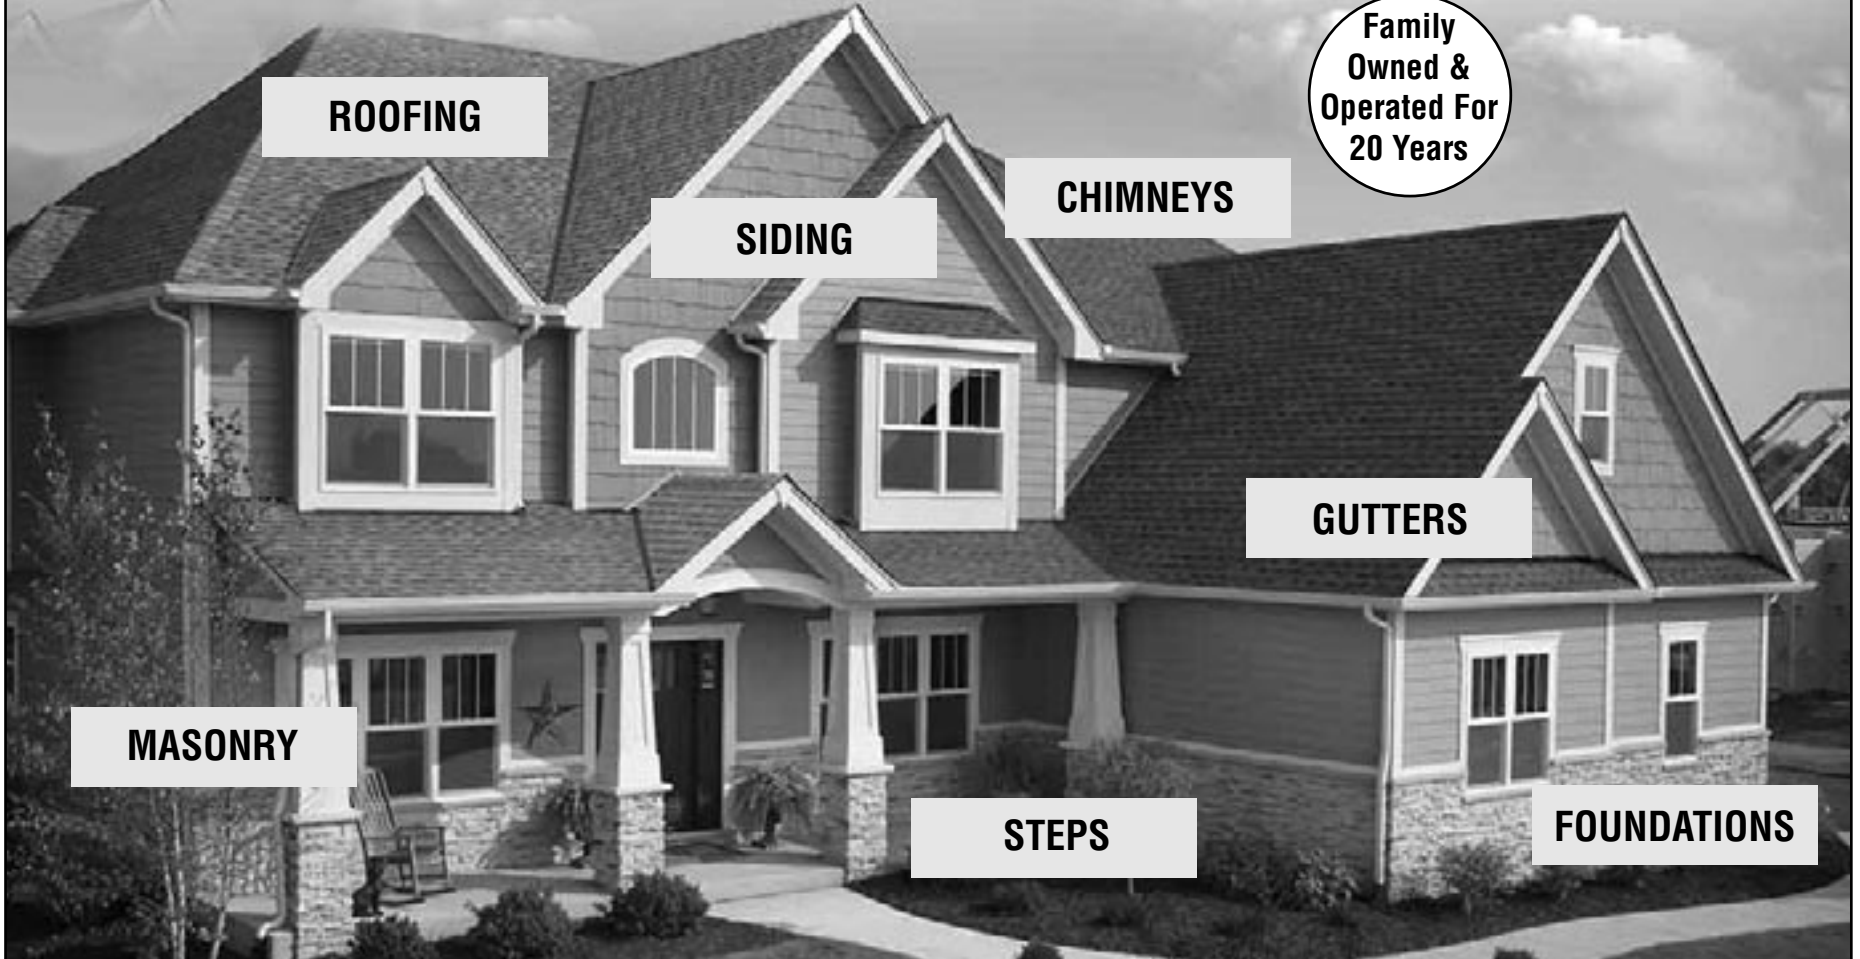 Family
Owned &
Operated For
20 Years
ROOFING
CHIMNEYS
SIDING
GUTTERS
MASONRY
STEPS
FOUNDATIONS